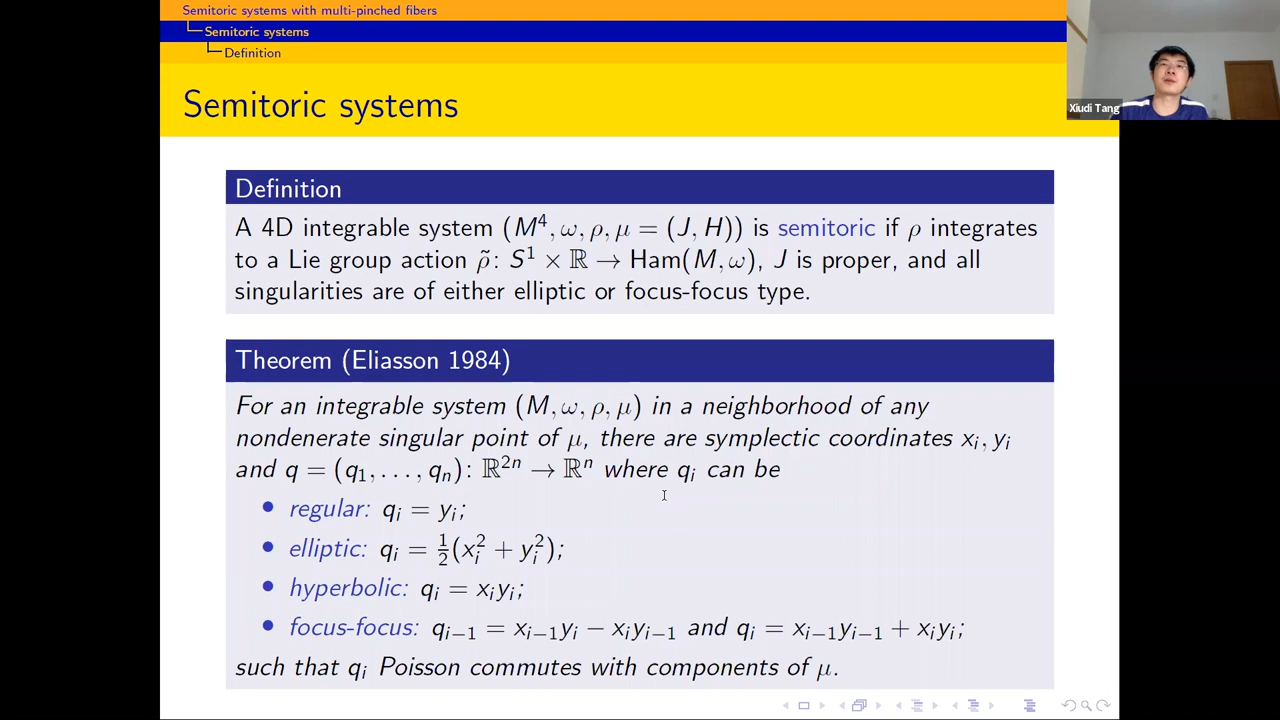 Semitoric systems with multi-pinched fibers
Semitoric systems
Definition
Semitoric systems
Xiudi Tang
Definition
A 4D integrable system (M⁴, ω, ρ, μ = (J, H)) is semitoric if ρ integrates
to a Lie group action ρ̃: S¹ × ℝ → Ham(M, ω), J is proper, and all
singularities are of either elliptic or focus-focus type.
Theorem (Eliasson 1984)
For an integrable system (M, ω, ρ, μ) in a neighborhood of any
nondenerate singular point of μ, there are symplectic coordinates xᵢ, yᵢ
and q = (q₁, . . . , qₙ): ℝ²ⁿ → ℝⁿ where qᵢ can be
• regular: qᵢ = yᵢ;
• elliptic: qᵢ = ½(xᵢ² + yᵢ²);
• hyperbolic: qᵢ = xᵢyᵢ;
• focus-focus: qᵢ₋₁ = xᵢ₋₁yᵢ − xᵢyᵢ₋₁ and qᵢ = xᵢ₋₁yᵢ₋₁ + xᵢyᵢ;
such that qᵢ Poisson commutes with components of μ.